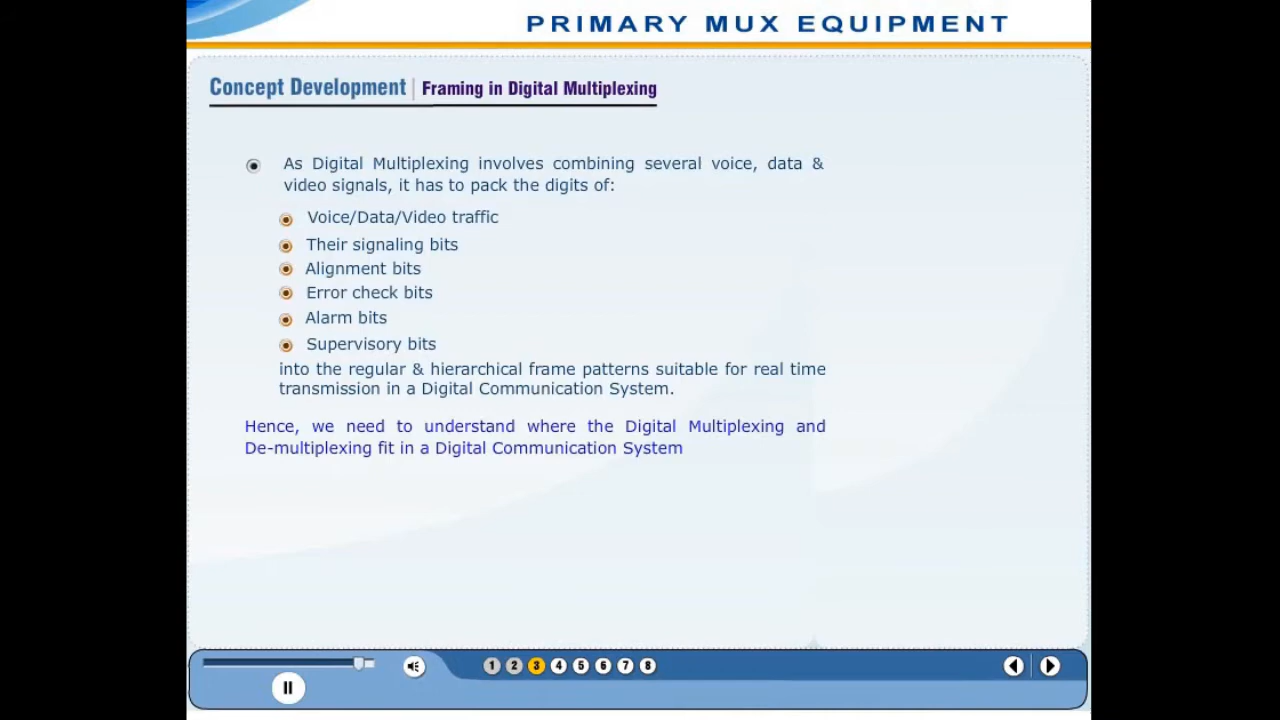 PRIMARY MUX EQUIPMENT
Concept Development | Framing in Digital Multiplexing
As Digital Multiplexing involves combining several voice, data &
video signals, it has to pack the digits of:
Voice/Data/Video traffic
Their signaling bits
Alignment bits
Error check bits
Alarm bits
Supervisory bits
into the regular & hierarchical frame patterns suitable for real time
transmission in a Digital Communication System.
Hence, we need to understand where the Digital Multiplexing and
De-multiplexing fit in a Digital Communication System
1 2 3 4 5 6 7 8